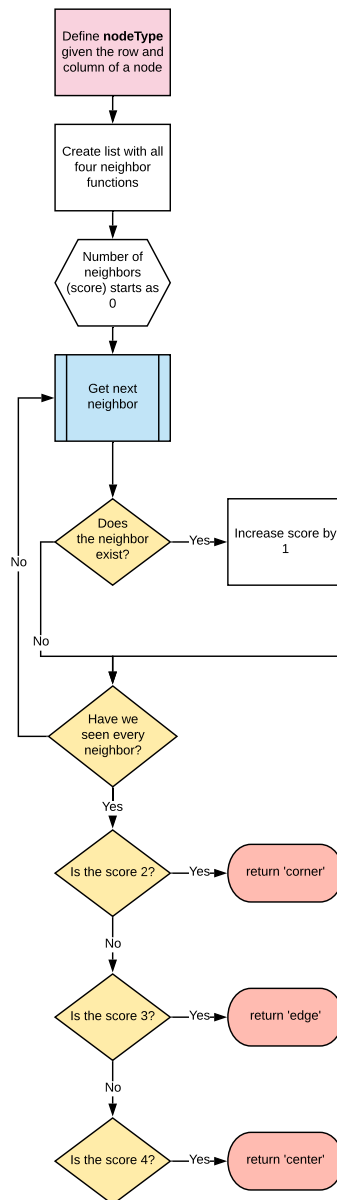 Define nodeType
given the row and
column of a node
Create list with all
four neighbor
functions
Number of
neighbors
(score) starts as
0
Get next
neighbor
Does
the neighbor
exist?
Yes
Increase score by
1
No
No
Have we
seen every
neighbor?
Yes
Is the score 2?
Yes
return 'corner'
No
Is the score 3?
Yes
return 'edge'
No
Is the score 4?
Yes
return 'center'